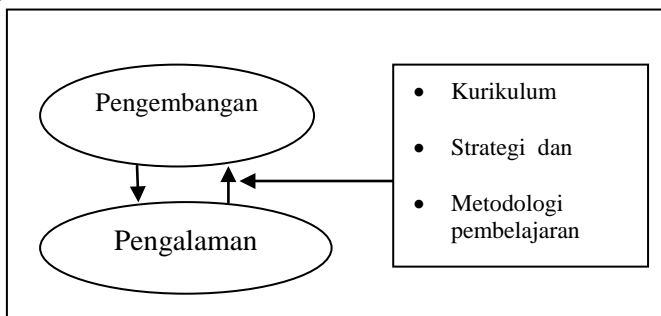 Pengembangan
Pengalaman
• Kurikulum
• Strategi dan
• Metodologi
pembelajaran